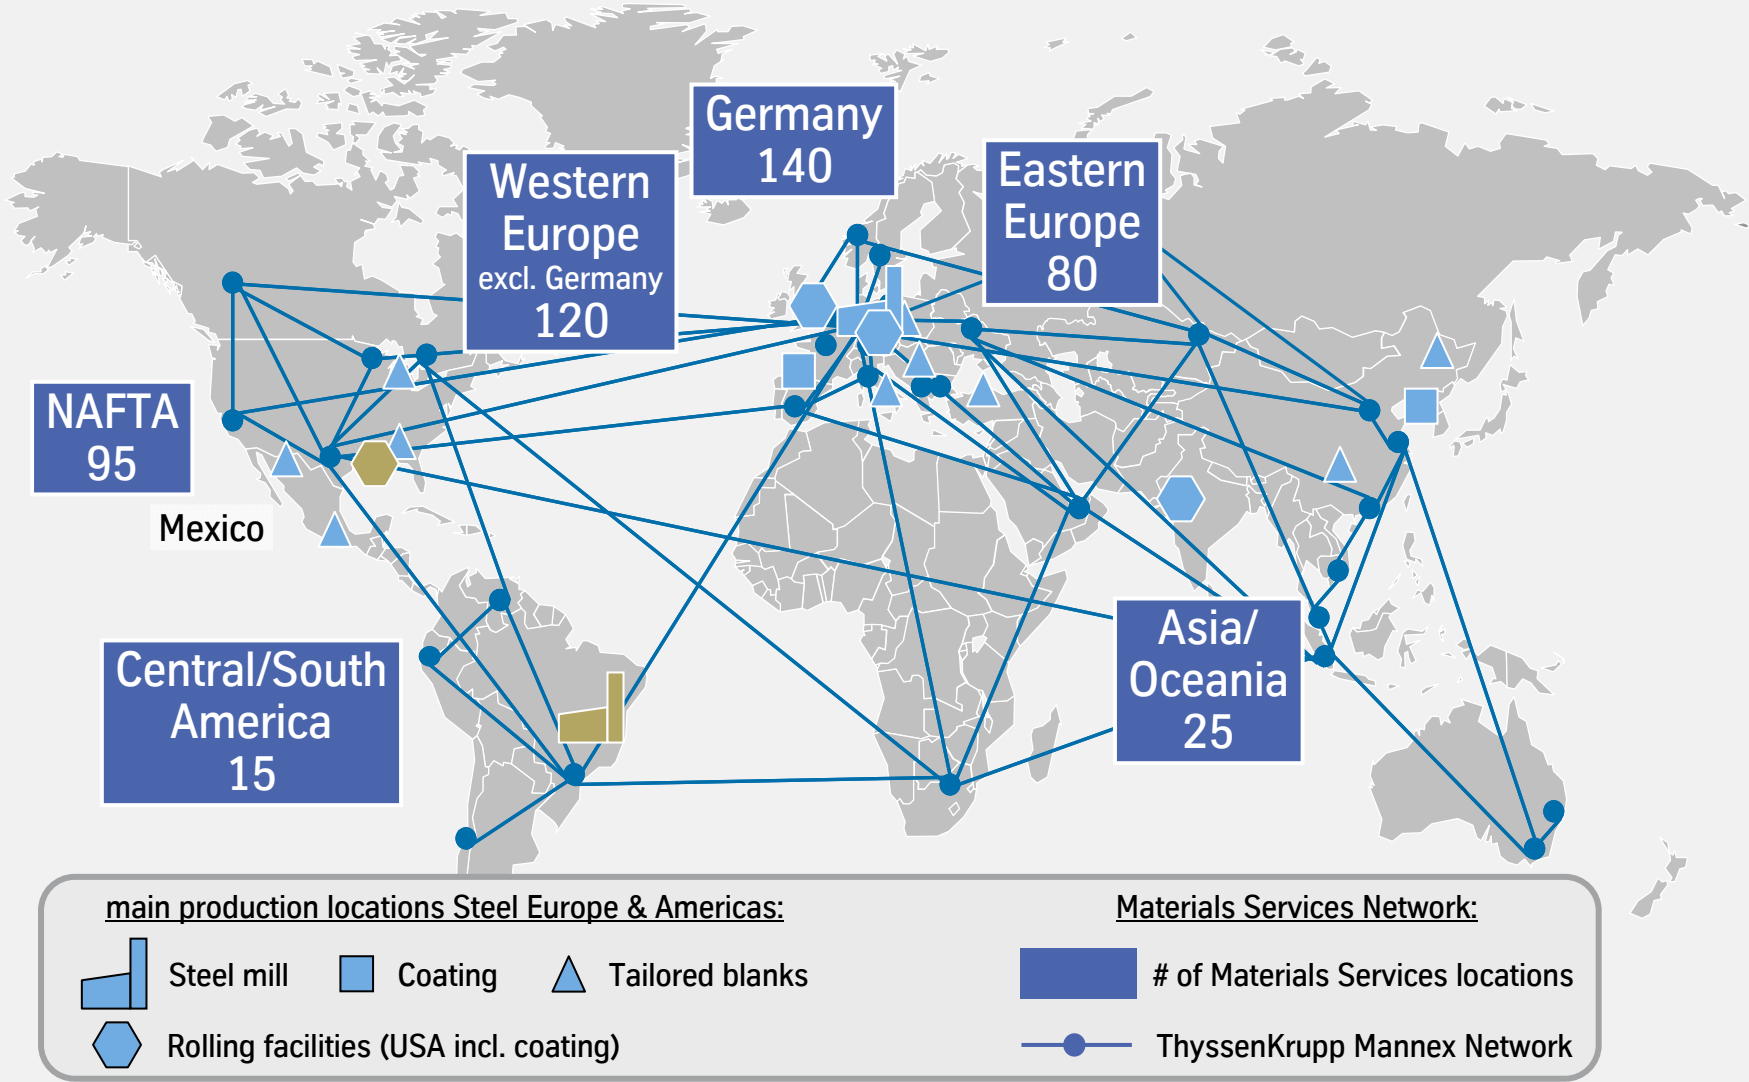 Germany
140
Western
Europe
excl. Germany
120
Eastern
Europe
80
NAFTA
95
Mexico
Central/South
America
15
Asia/
Oceania
25
main production locations Steel Europe & Americas:
Steel mill
Coating
Tailored blanks
Rolling facilities (USA incl. coating)
Materials Services Network:
# of Materials Services locations
ThyssenKrupp Mannex Network